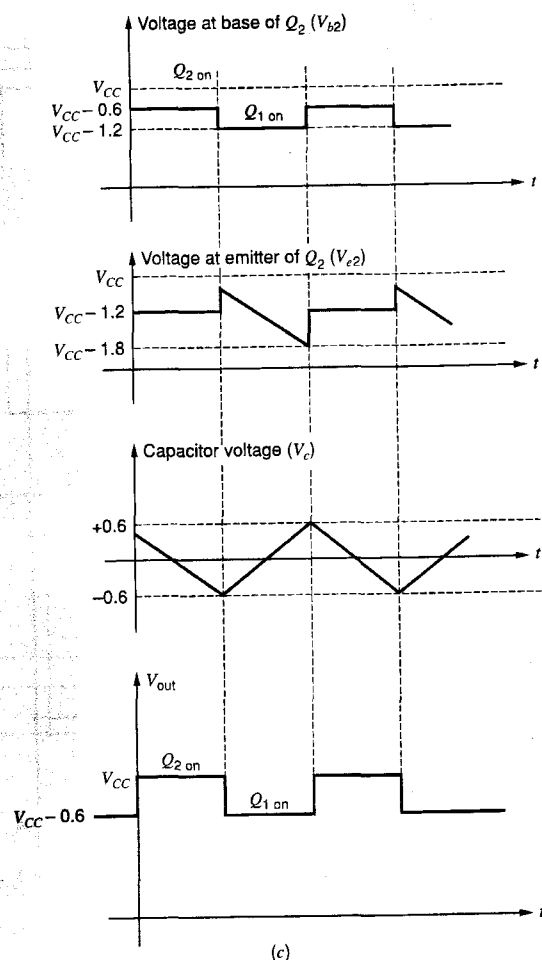 Voltage at base of Q2 (Vb2)
Q2 on
VCC
VCC − 0.6
Q1 on
VCC − 1.2
t
Voltage at emitter of Q2 (Ve2)
VCC
VCC − 1.2
VCC − 1.8
t
Capacitor voltage (Vc)
+0.6
t
−0.6
Vout
Q2 on
VCC
VCC − 0.6
Q1 on
t
(c)